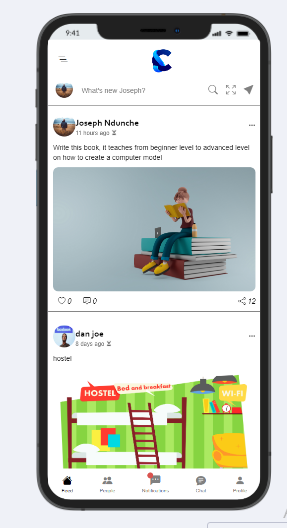 9:41
What's new Joseph?
Joseph Ndunche
11 hours ago
Write this book, it teaches from beginner level to advanced level
on how to create a computer model
0
0
12
dan joe
3 days ago
hostel
HOSTEL
Bed and breakfast
WI-FI
Feed
People
Notifications
Chat
Profile